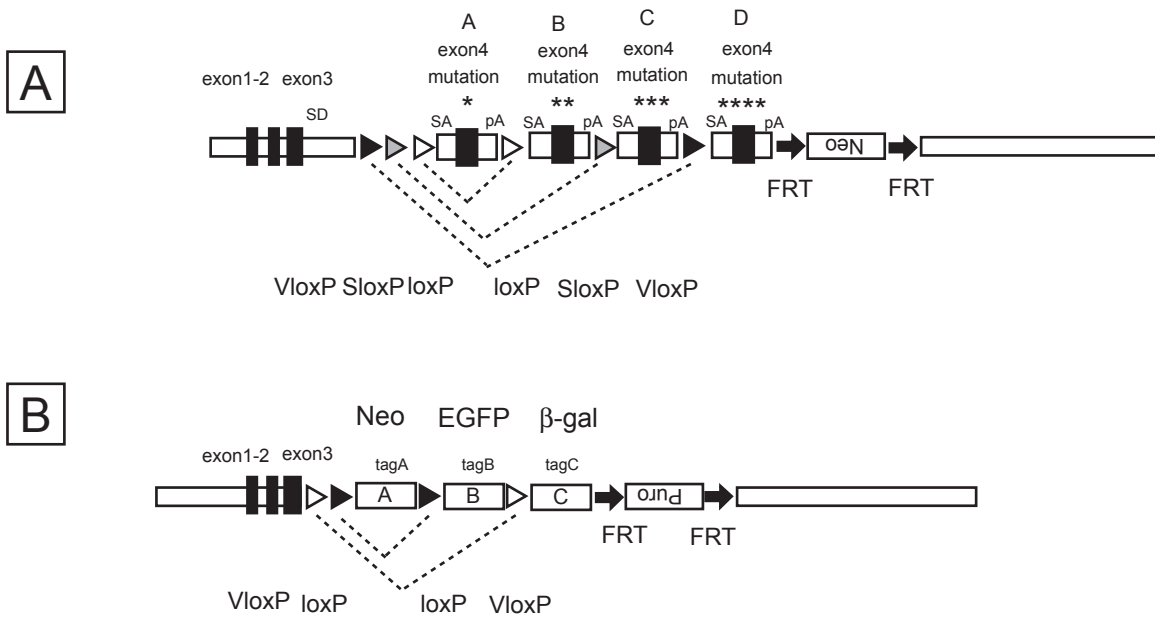 A
A B C D
exon4 exon4 exon4 exon4
mutation mutation mutation mutation
* ** *** ****
exon1-2 exon3
SD
SA pA SA pA SA pA SA pA
Neo
FRT FRT
VloxP SloxP loxP loxP SloxP VloxP
B
Neo EGFP β-gal
exon1-2 exon3
tagA tagB tagC
A B C Puro
FRT FRT
VloxP loxP loxP VloxP